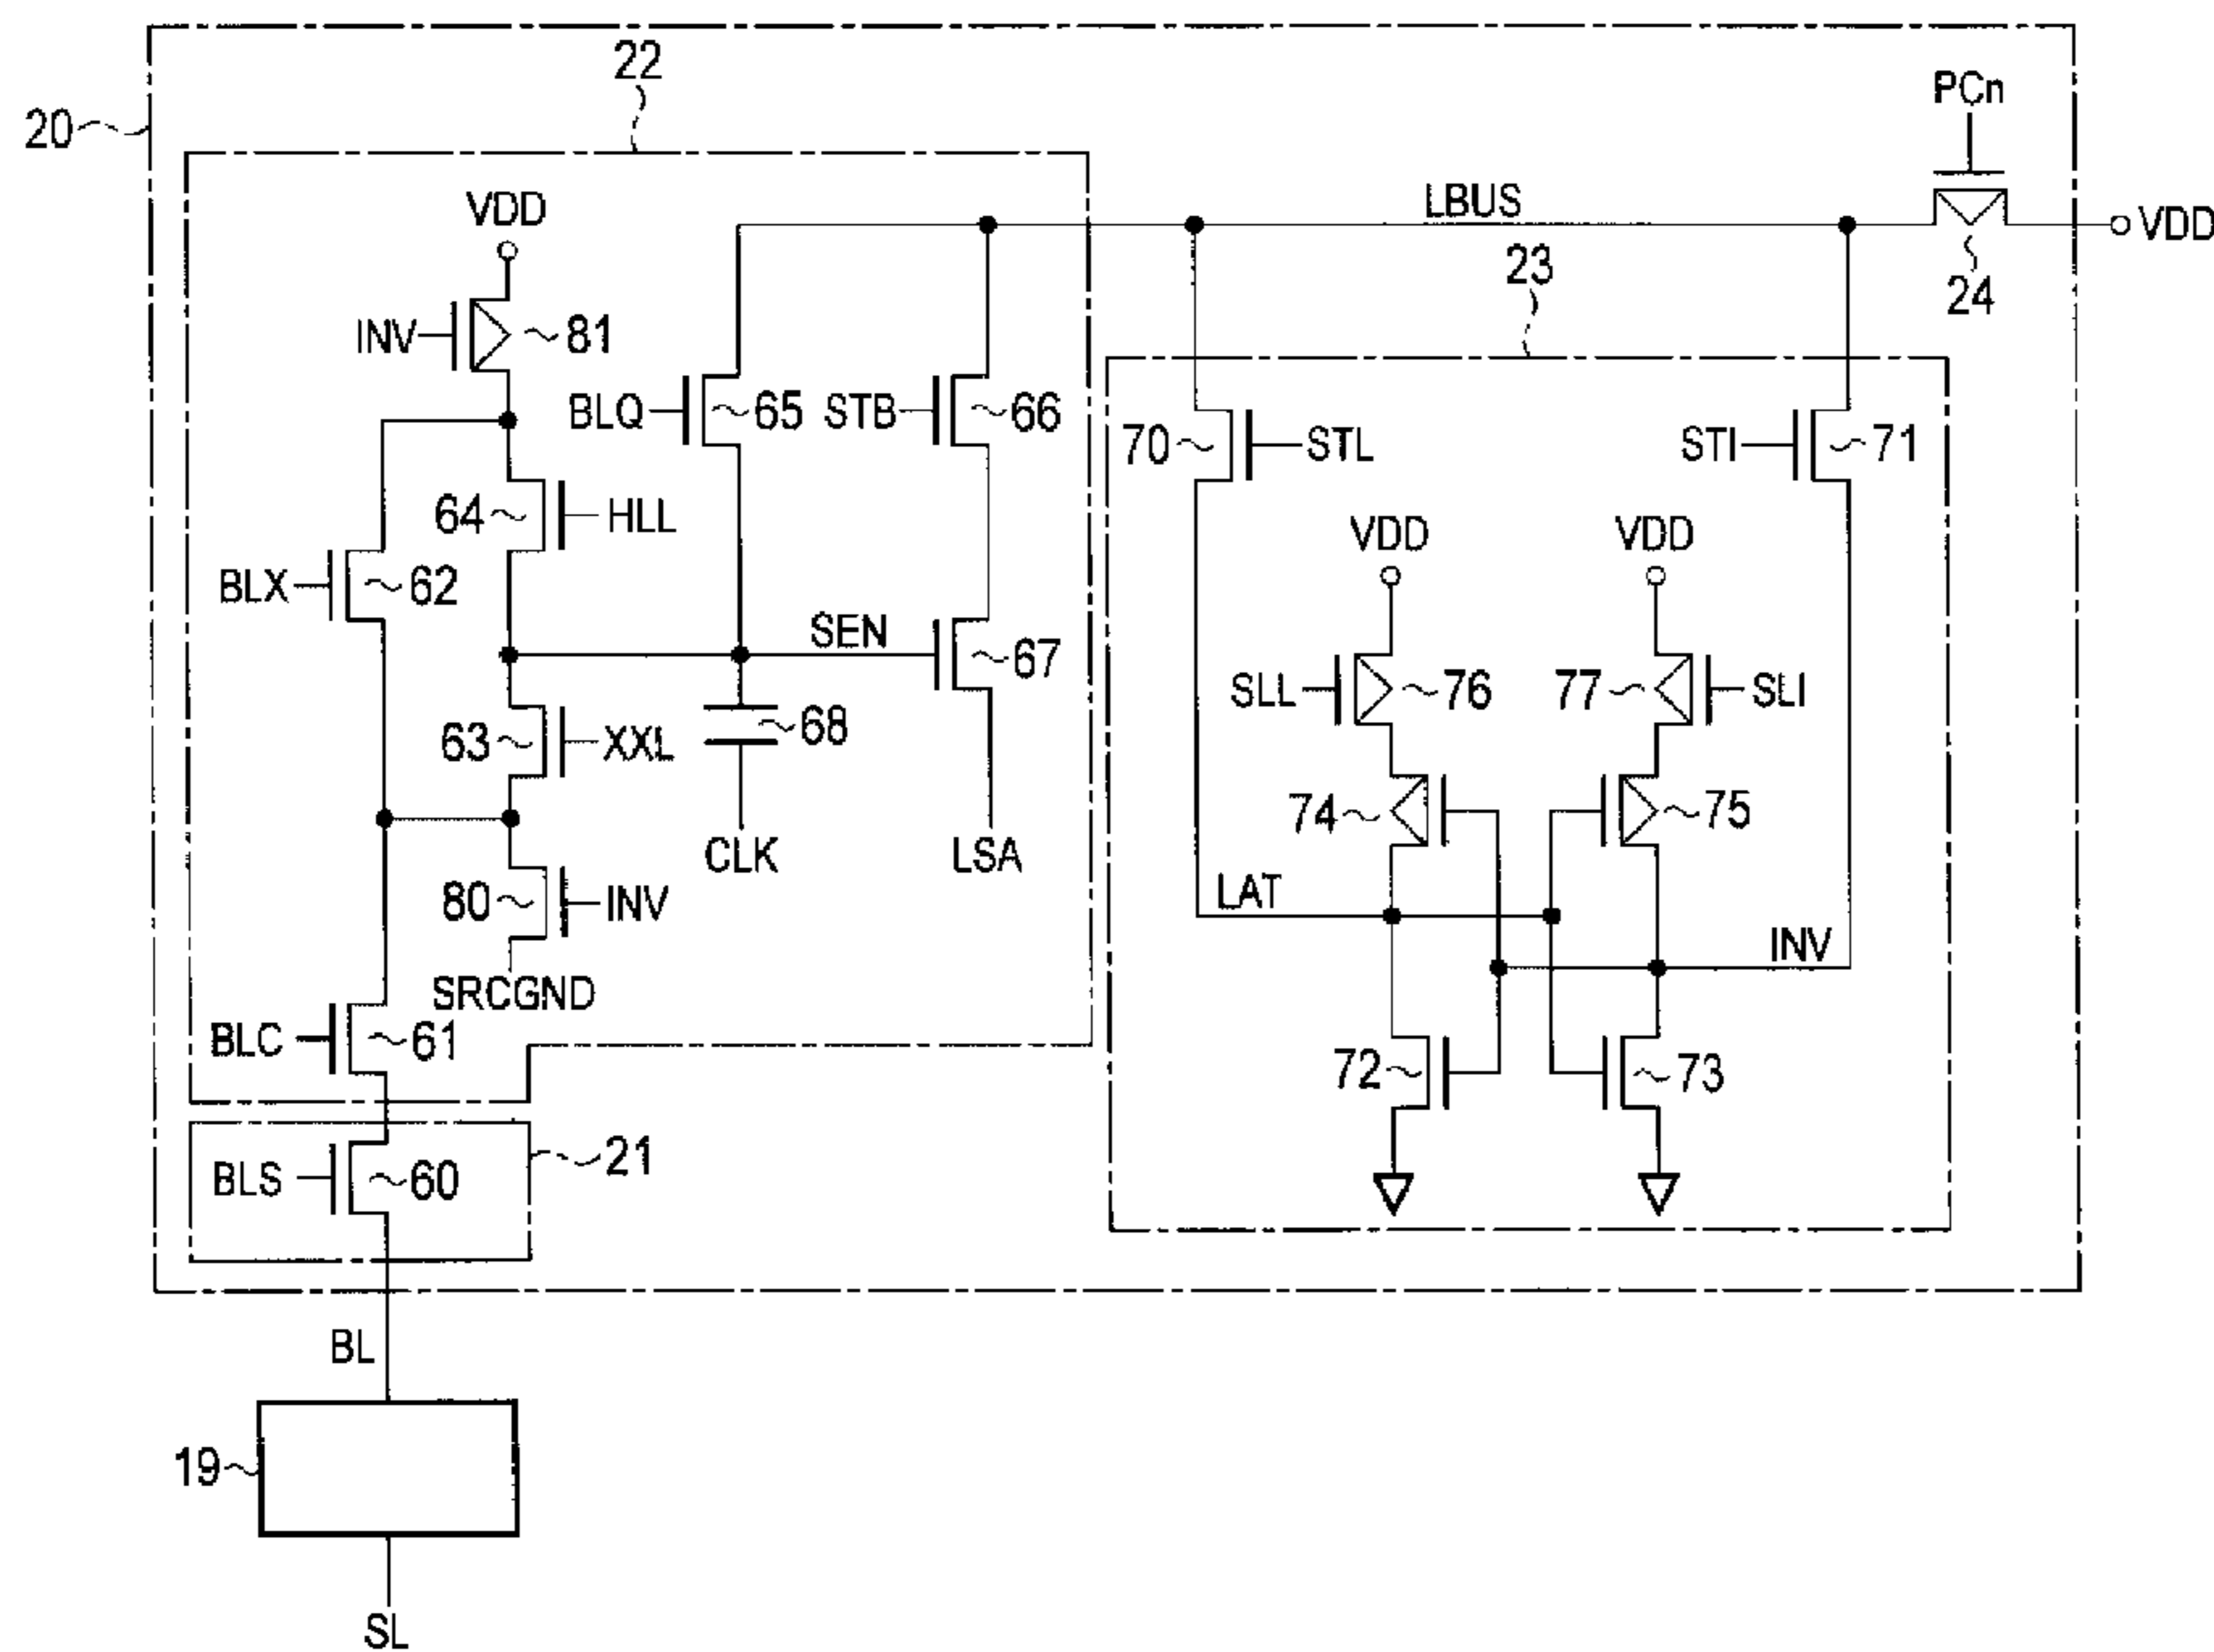 22
PCn
20
VDD
LBUS
VDD
23
24
INV
81
BLQ
65
STB
66
70
STL
STI
71
64
HLL
VDD
VDD
BLX
62
SEN
67
SLL
76
77
SLI
63
XXL
68
74
75
CLK
LSA
80
INV
LAT
INV
SRCGND
BLC
61
72
73
BLS
60
21
BL
19
SL